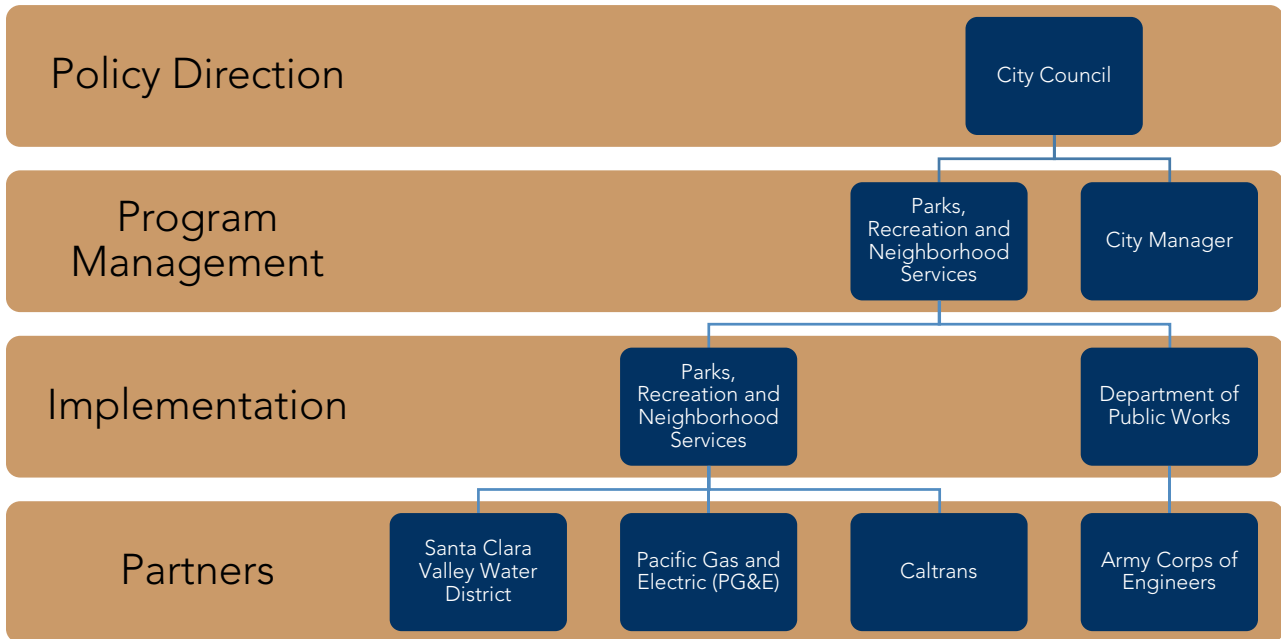 Policy Direction
City Council
Program
Management
Parks,
Recreation and
Neighborhood
Services
City Manager
Implementation
Parks,
Recreation and
Neighborhood
Services
Department of
Public Works
Partners
Santa Clara
Valley Water
District
Pacific Gas and
Electric (PG&E)
Caltrans
Army Corps of
Engineers